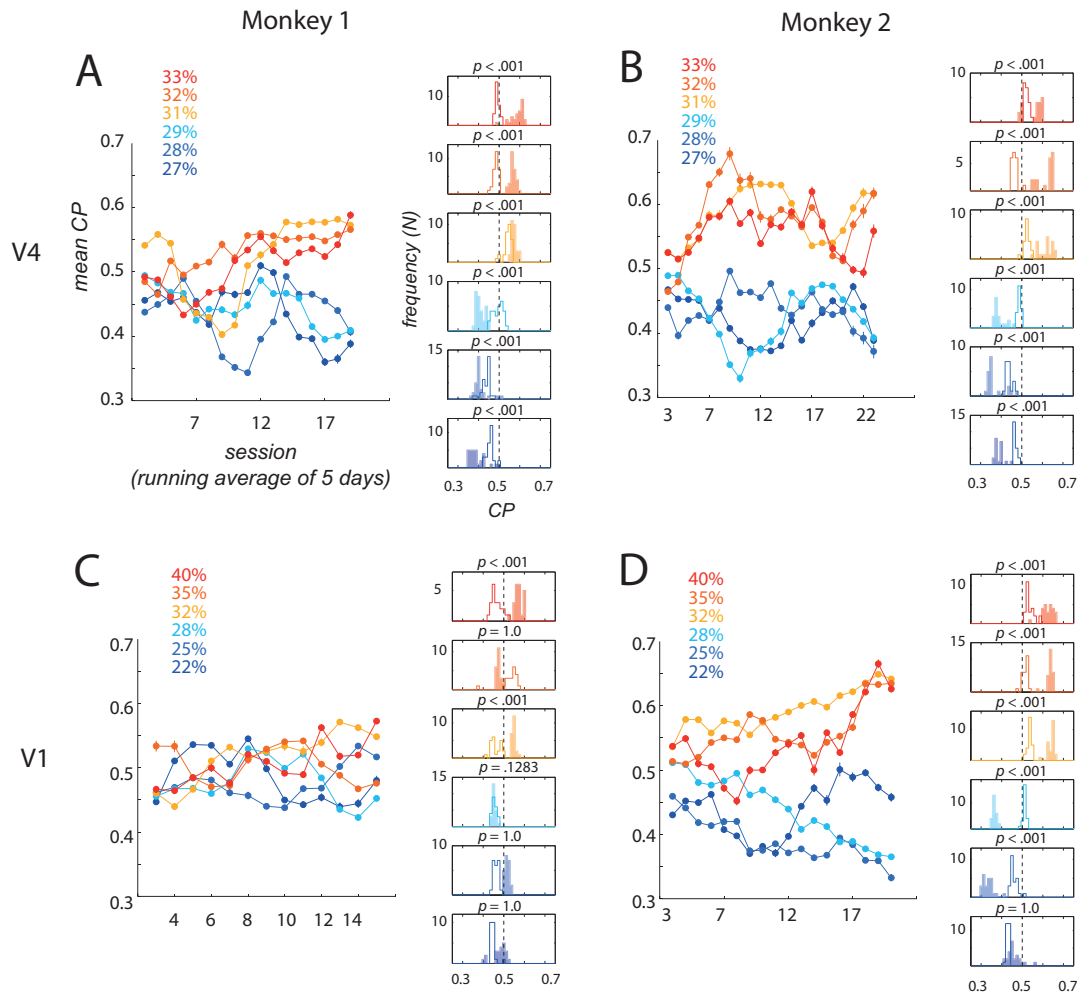 Monkey 1
Monkey 2
V4
A
33%
32%
31%
29%
28%
27%
mean CP
0.7
0.6
0.5
0.4
0.3
7
12
17
session
(running average of 5 days)
frequency (N)
p < .001
10
p < .001
10
p < .001
10
p < .001
10
p < .001
15
p < .001
10
0.3
0.5
0.7
CP
B
33%
32%
31%
29%
28%
27%
0.7
0.6
0.5
0.4
0.3
3
7
12
17
22
p < .001
10
p < .001
5
p < .001
10
p < .001
10
p < .001
10
p < .001
15
0.3
0.5
0.7
V1
C
40%
35%
32%
28%
25%
22%
0.7
0.6
0.5
0.4
0.3
4
6
8
10
12
14
p < .001
5
p = 1.0
10
p < .001
10
p = .1283
15
p = 1.0
10
p = 1.0
10
0.3
0.5
0.7
D
40%
35%
32%
28%
25%
22%
0.7
0.6
0.5
0.4
0.3
3
7
12
17
p < .001
10
p < .001
15
p < .001
10
p < .001
10
p < .001
10
p = 1.0
10
0.3
0.5
0.7